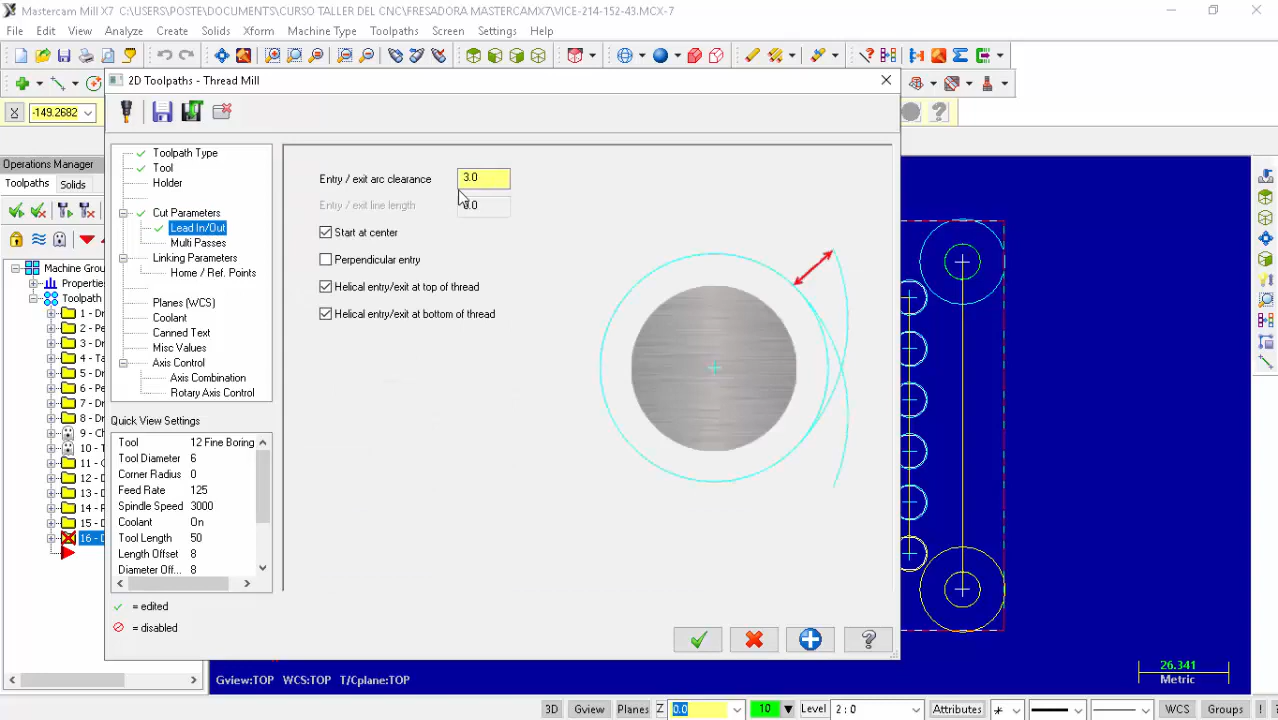 Mastercam Mill X7 C:\USERS\POSTE\DOCUMENTS\CURSO TALLER DEL CNC\FRESADORA MASTERCAMX7\VICE-214-152-43.MCX-7
File Edit View Analyze Create Solids Xform Machine Type Toolpaths Screen Settings Help
-149.2682
2D Toolpaths - Thread Mill
Operations Manager
Toolpaths Solids
Machine Grou
Properties
Toolpath
1 - D
2 - Pe
3 - D
4 - Ta
5 - D
6 - D
7 - D
8 - D
9 - Ch
10 - T
11 - C
12 - D
13 - D
14 - P
15 - D
16 - D
Toolpath Type
Tool
Holder
Cut Parameters
Lead In/Out
Multi Passes
Linking Parameters
Home / Ref. Points
Planes (WCS)
Coolant
Canned Text
Misc Values
Axis Control
Axis Combination
Rotary Axis Control
Quick View Settings
Tool 12 Fine Boring
Tool Diameter 6
Corner Radius 0
Feed Rate 125
Spindle Speed 3000
Coolant On
Tool Length 50
Length Offset 8
Diameter Off... 8
= edited
= disabled
Entry / exit arc clearance 3.0
Entry / exit line length 0.0
Start at center
Perpendicular entry
Helical entry/exit at top of thread
Helical entry/exit at bottom of thread
26.341
Metric
Gview:TOP WCS:TOP T/Cplane:TOP
3D Gview Planes Z 0.0 10 Level 2 : 0 Attributes WCS Groups ! ?